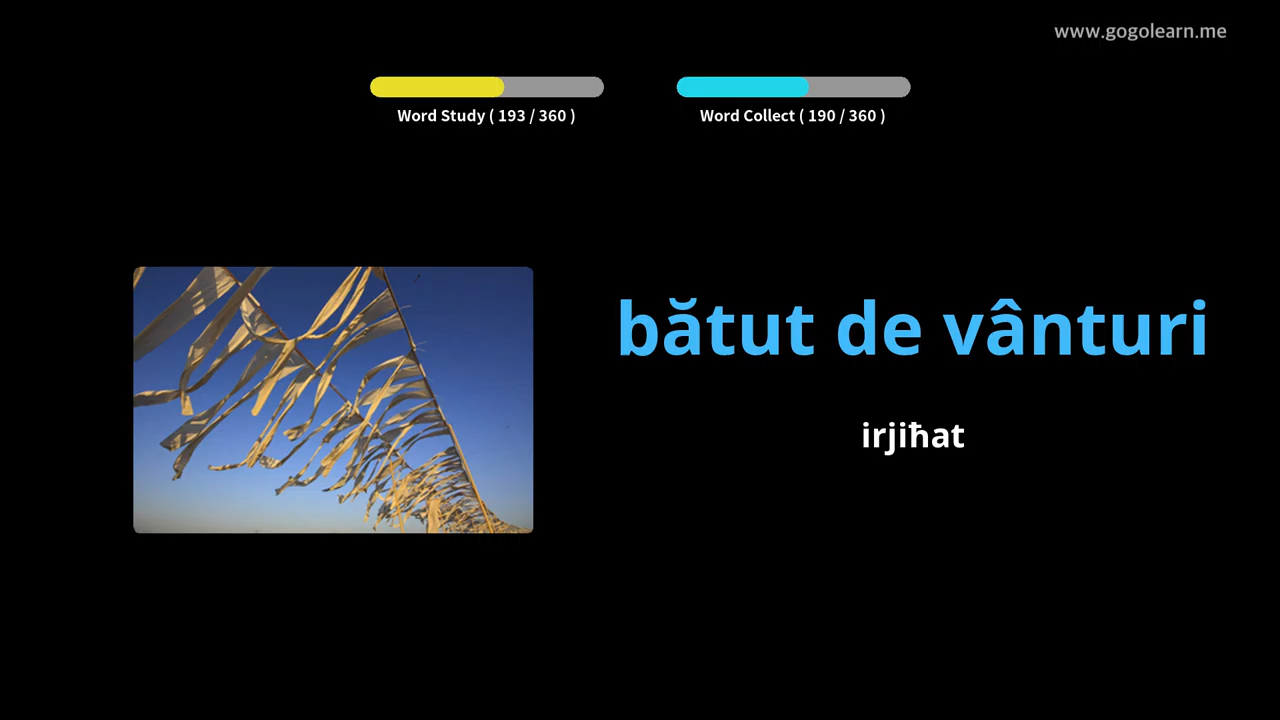 www.gogolearn.me
Word Study ( 193 / 360 )
Word Collect ( 190 / 360 )
bătut de vânturi
irjiħat